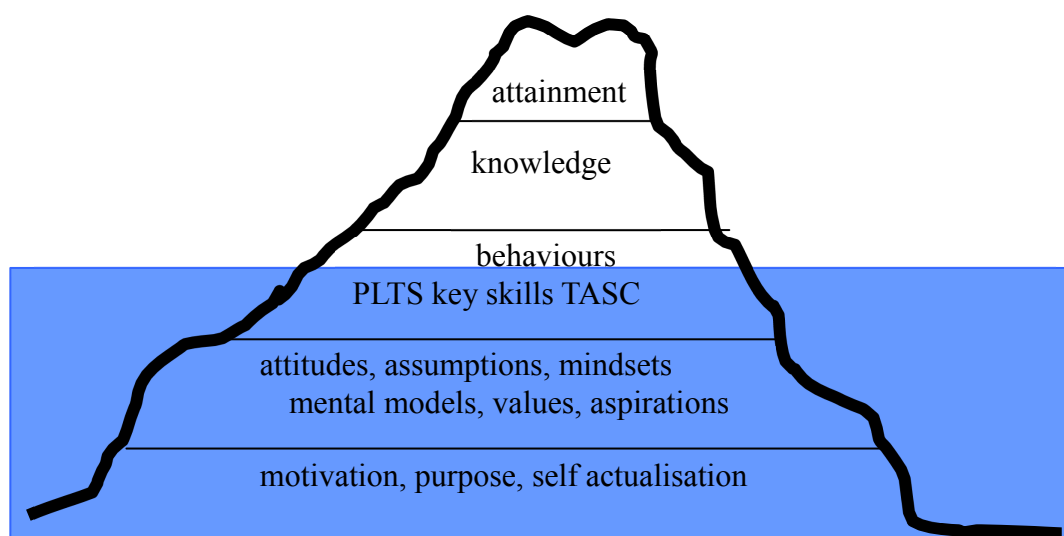 attainment
knowledge
behaviours
PLTS key skills TASC
attitudes, assumptions, mindsets
mental models, values, aspirations
motivation, purpose, self actualisation